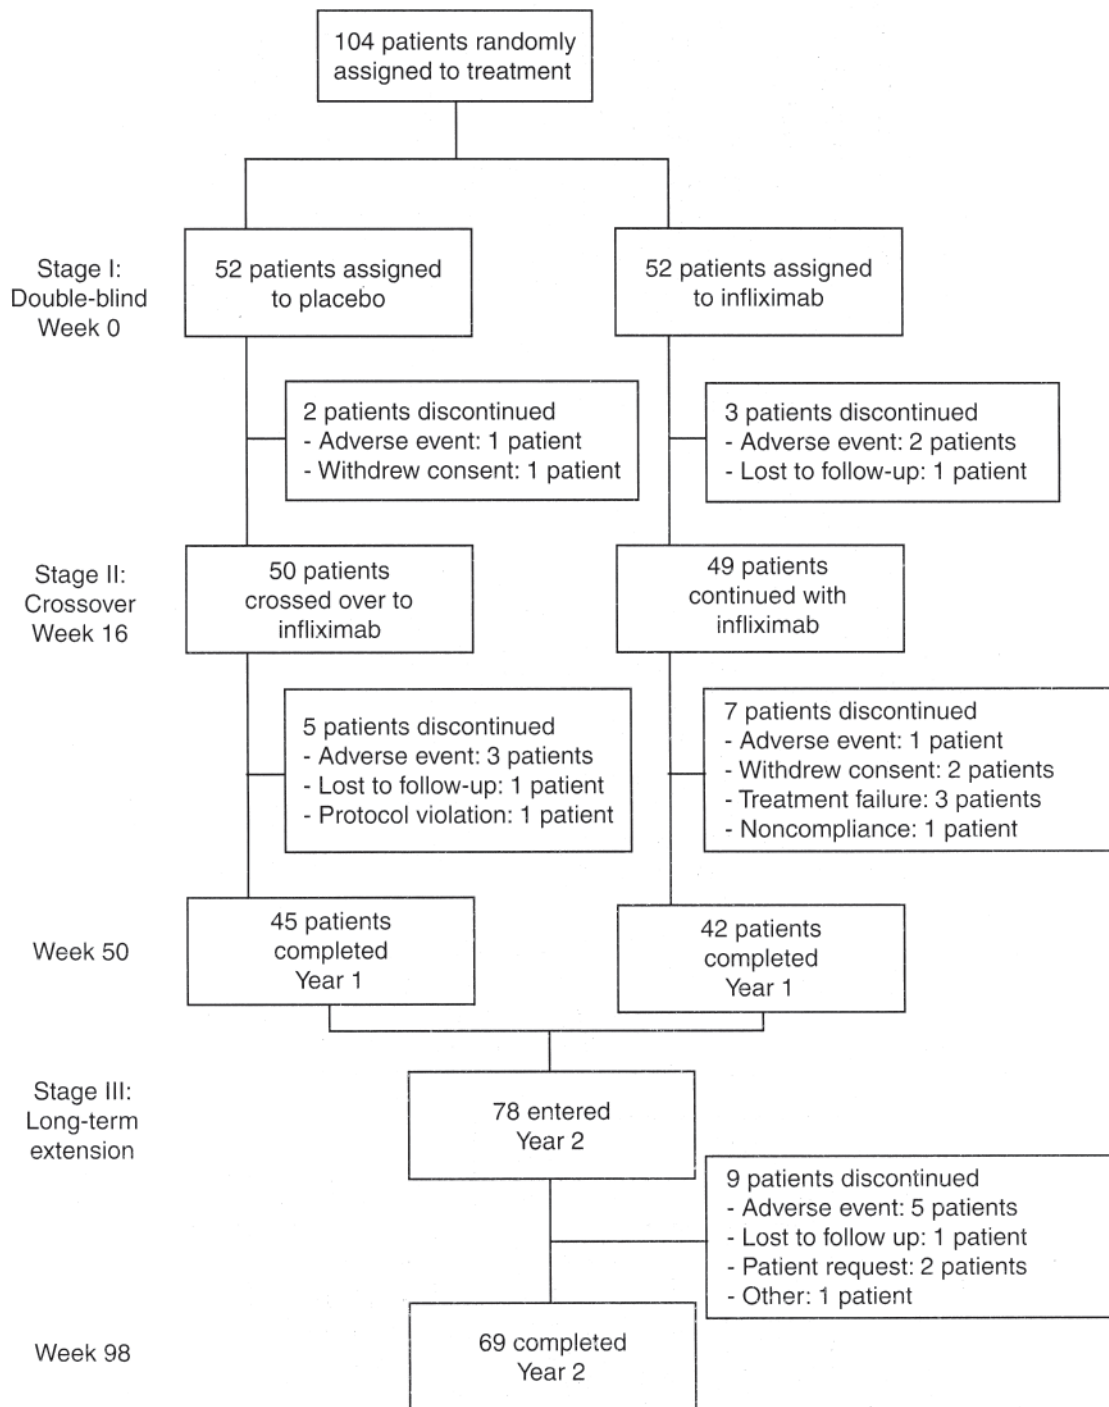 104 patients randomly
assigned to treatment
Stage I:
Double-blind
Week 0
52 patients assigned
to placebo
52 patients assigned
to infliximab
2 patients discontinued
- Adverse event: 1 patient
- Withdrew consent: 1 patient
3 patients discontinued
- Adverse event: 2 patients
- Lost to follow-up: 1 patient
Stage II:
Crossover
Week 16
50 patients
crossed over to
infliximab
49 patients
continued with
infliximab
5 patients discontinued
- Adverse event: 3 patients
- Lost to follow-up: 1 patient
- Protocol violation: 1 patient
7 patients discontinued
- Adverse event: 1 patient
- Withdrew consent: 2 patients
- Treatment failure: 3 patients
- Noncompliance: 1 patient
Week 50
45 patients
completed
Year 1
42 patients
completed
Year 1
Stage III:
Long-term
extension
78 entered
Year 2
9 patients discontinued
- Adverse event: 5 patients
- Lost to follow up: 1 patient
- Patient request: 2 patients
- Other: 1 patient
Week 98
69 completed
Year 2